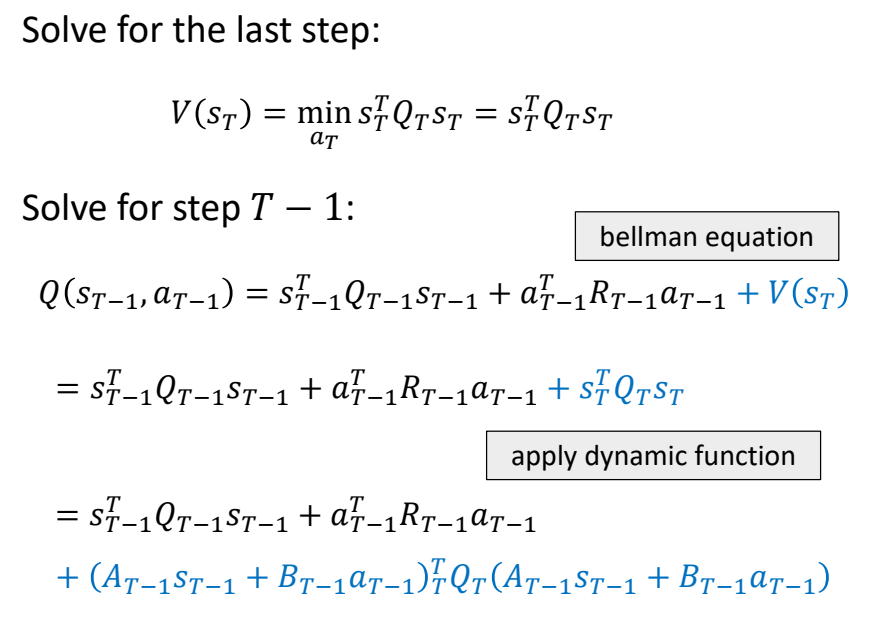 Solve for the last step:
V(s_T) = min_{a_T} s_T^T Q_T s_T = s_T^T Q_T s_T
Solve for step T − 1:
bellman equation
Q(s_{T−1}, a_{T−1}) = s_{T−1}^T Q_{T−1} s_{T−1} + a_{T−1}^T R_{T−1} a_{T−1} + V(s_T)
= s_{T−1}^T Q_{T−1} s_{T−1} + a_{T−1}^T R_{T−1} a_{T−1} + s_T^T Q_T s_T
apply dynamic function
= s_{T−1}^T Q_{T−1} s_{T−1} + a_{T−1}^T R_{T−1} a_{T−1}
+ (A_{T−1} s_{T−1} + B_{T−1} a_{T−1})_T^T Q_T (A_{T−1} s_{T−1} + B_{T−1} a_{T−1})